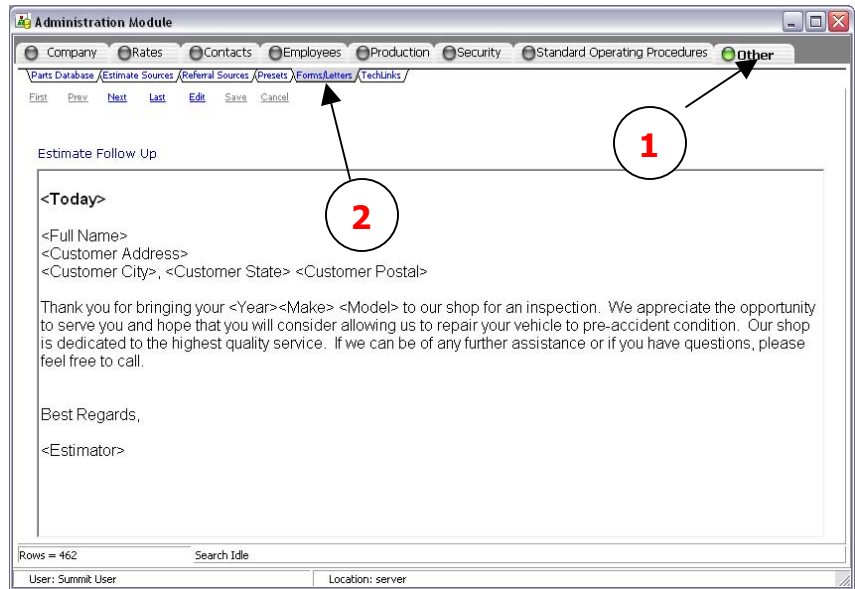 Administration Module
Company Rates Contacts Employees Production Security Standard Operating Procedures Other
Parts Database Estimate Sources Referral Sources Presets Forms/Letters TechLinks
First Prev Next Last Edit Save Cancel
1
Estimate Follow Up
2
<Today>
<Full Name>
<Customer Address>
<Customer City>, <Customer State> <Customer Postal>
Thank you for bringing your <Year><Make> <Model> to our shop for an inspection. We appreciate the opportunity
to serve you and hope that you will consider allowing us to repair your vehicle to pre-accident condition. Our shop
is dedicated to the highest quality service. If we can be of any further assistance or if you have questions, please
feel free to call.
Best Regards,
<Estimator>
Rows = 462 Search Idle
User: Summit User Location: server